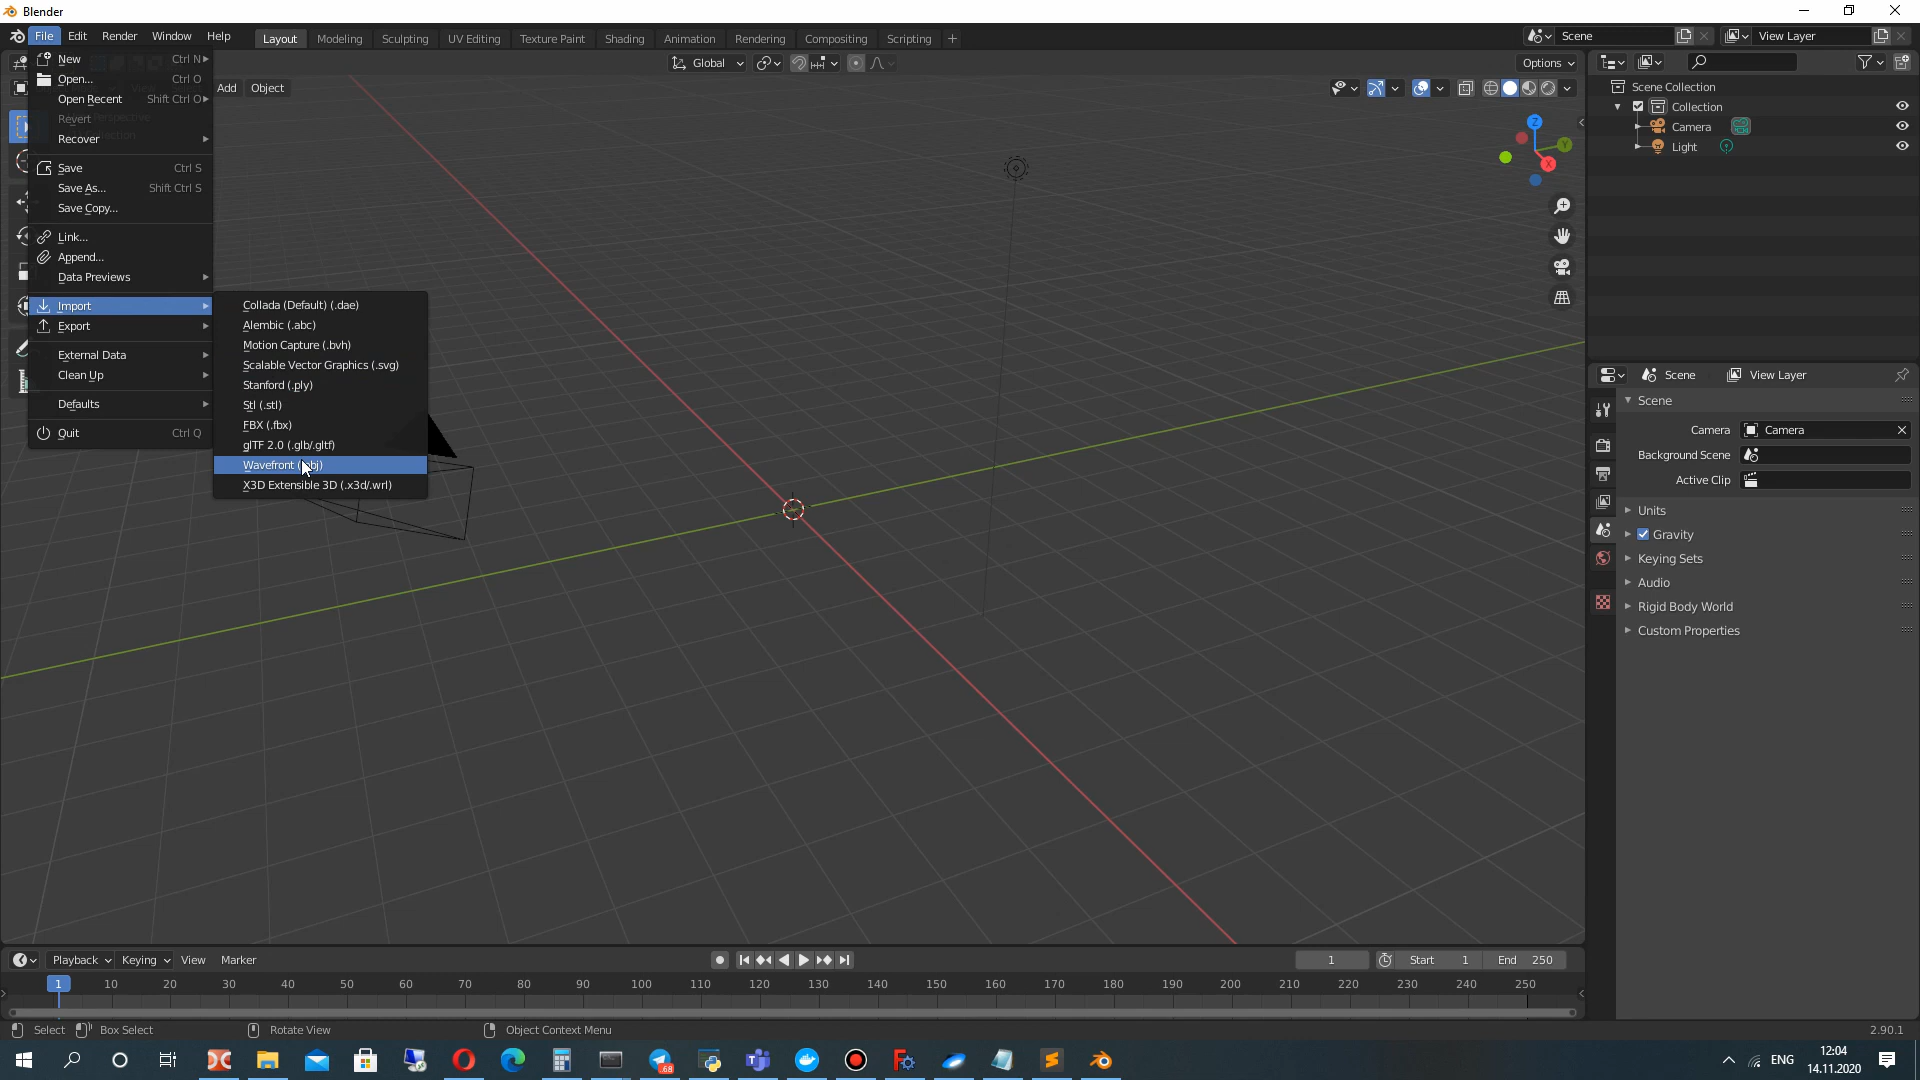 Blender
File Edit Render Window Help
Layout Modeling Sculpting UV Editing Texture Paint Shading Animation Rendering Compositing Scripting +
Scene
View Layer
New Ctrl N
Open... Ctrl O
Open Recent Shift Ctrl O
Revert
Recover
Save Ctrl S
Save As... Shift Ctrl S
Save Copy...
Link...
Append...
Data Previews
Import
Export
External Data
Clean Up
Defaults
Quit Ctrl Q
Collada (Default) (.dae)
Alembic (.abc)
Motion Capture (.bvh)
Scalable Vector Graphics (.svg)
Stanford (.ply)
Stl (.stl)
FBX (.fbx)
glTF 2.0 (.glb/.gltf)
Wavefront
X3D Extensible 3D (.x3d/.wrl)
Global
Options
Add Object
Z
Y
X
Scene Collection
Collection
Camera
Light
Scene View Layer
Scene
Camera Camera
Background Scene
Active Clip
Units
Gravity
Keying Sets
Audio
Rigid Body World
Custom Properties
Playback Keying View Marker
1 Start 1 End 250
1 10 20 30 40 50 60 70 80 90 100 110 120 130 140 150 160 170 180 190 200 210 220 230 240 250
Select Box Select Rotate View Object Context Menu
2.90.1
.68
ENG
12:04
14.11.2020